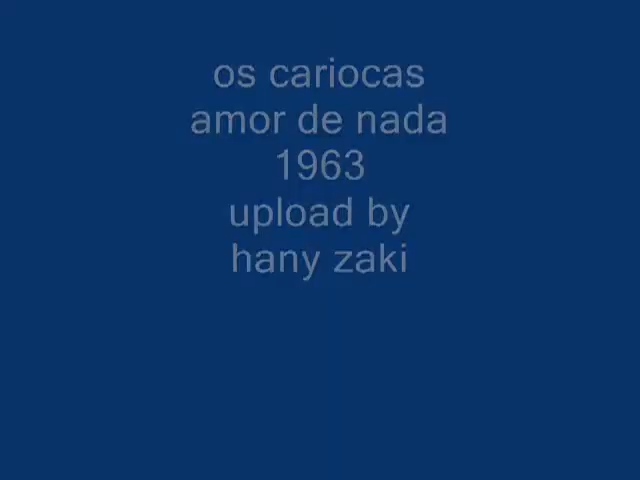 os cariocas
amor de nada
1963
upload by
hany zaki